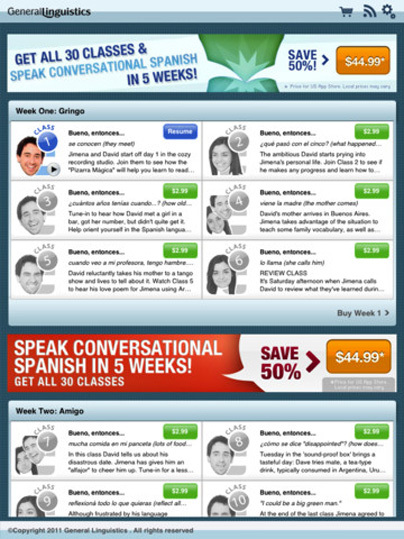 GeneralLinguistics
GET ALL 30 CLASSES &
SPEAK CONVERSATIONAL SPANISH
IN 5 WEEKS!
SAVE
50%!
$44.99*
* Price for US App Store. Local prices may vary.
Week One: Gringo
CLASS
1
Bueno, entonces...
Resume
se conocen (they meet)
Jimena and David start off day 1 in the cozy
recording studio. Join them to see how the
"Pizarra Mágica" will help you learn to read...
CLASS
2
Bueno, entonces...
$2.99
¿qué pasó con el cinco? (what happened...
The ambitious David starts prying into
Jimena's personal life. Join Class 2 to see if
he makes any progress and learn how to...
CLASS
3
Bueno, entonces...
$2.99
¿cuántos años tenías cuando..? (how old...
Tune-in to hear how David met a girl in a
bar, got her number, but didn't quite get it.
Help orient yourself in the Spanish langua...
CLASS
4
Bueno, entonces...
$2.99
viene la madre (the mother comes)
David's mother arrives in Buenos Aires.
Jimena takes advantage of the situation to
teach some family vocabulary, as well as...
CLASS
5
Bueno, entonces...
$2.99
cuando veo a mi profesora, tengo hambre...
David reluctantly takes his mother to a tango
show and lives to tell about it. Watch Class 5
to hear his love poem for Jimena using Ar...
CLASS
6
Bueno, entonces...
$2.99
lo llama (she calls him)
REVIEW CLASS
It's Saturday afternoon when Jimena calls
David to review what they've learned durin...
Buy Week 1 >
SPEAK CONVERSATIONAL
SPANISH IN 5 WEEKS!
GET ALL 30 CLASSES
SAVE
50%
$44.99*
*Price for US App Store.
Local prices may vary.
Week Two: Amigo
CLASS
7
Bueno, entonces...
$2.99
mucha comida en mi panceta (lots of food...
In this class David tells us about his
disastrous date. Jimena has given him an
"alfajor" to cheer him up. Tune-in for a less...
CLASS
8
Bueno, entonces...
$2.99
¿cómo se dice "disappointed"? (how does...
Tuesday in the 'sound-proof' box brings a
tasteful day: Dave tries mate, a tea-type
drink, typically consumed in Argentina, Urs...
CLASS
9
Bueno, entonces...
$2.99
reflexioná todo lo que quieras (reflect all...
Although frustrated by his language
CLASS
10
Bueno, entonces...
$2.99
"I could be a big green man."
At the end of the last class Jimena agreed to
©Copyright 2011 General Linguistics . All rights reserved